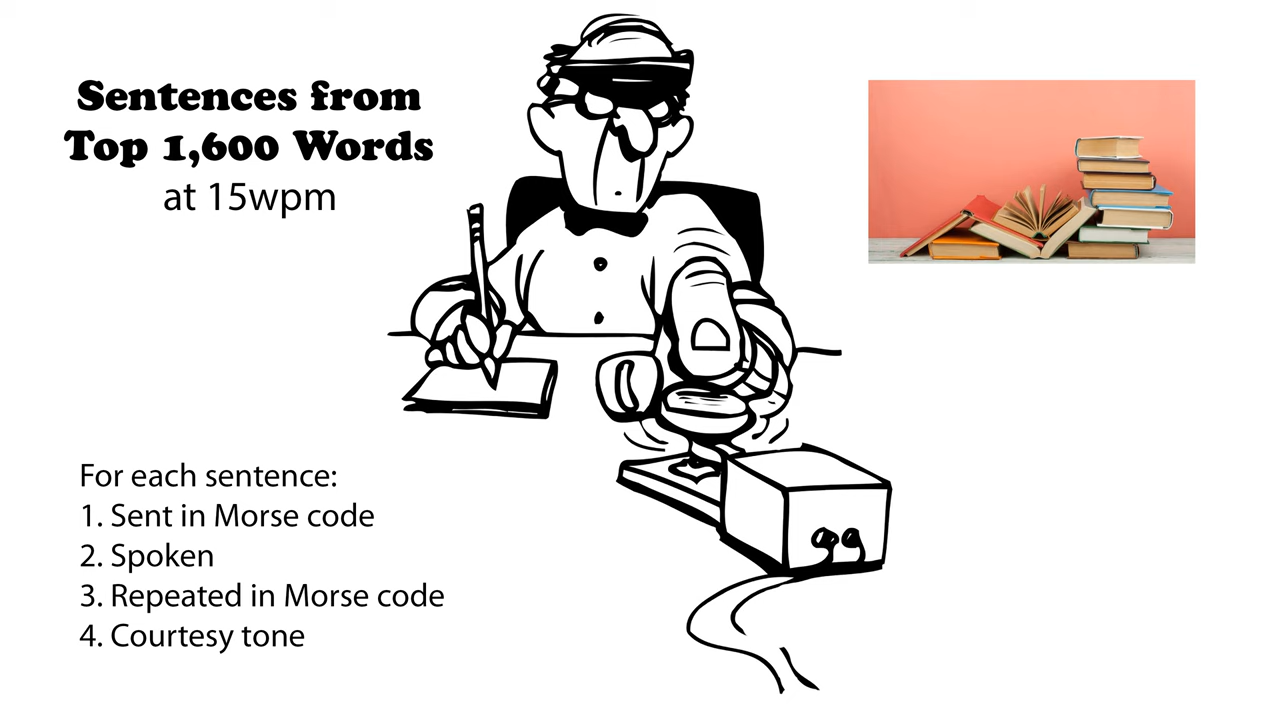 Sentences from
Top 1,600 Words
at 15wpm
For each sentence:
1. Sent in Morse code
2. Spoken
3. Repeated in Morse code
4. Courtesy tone